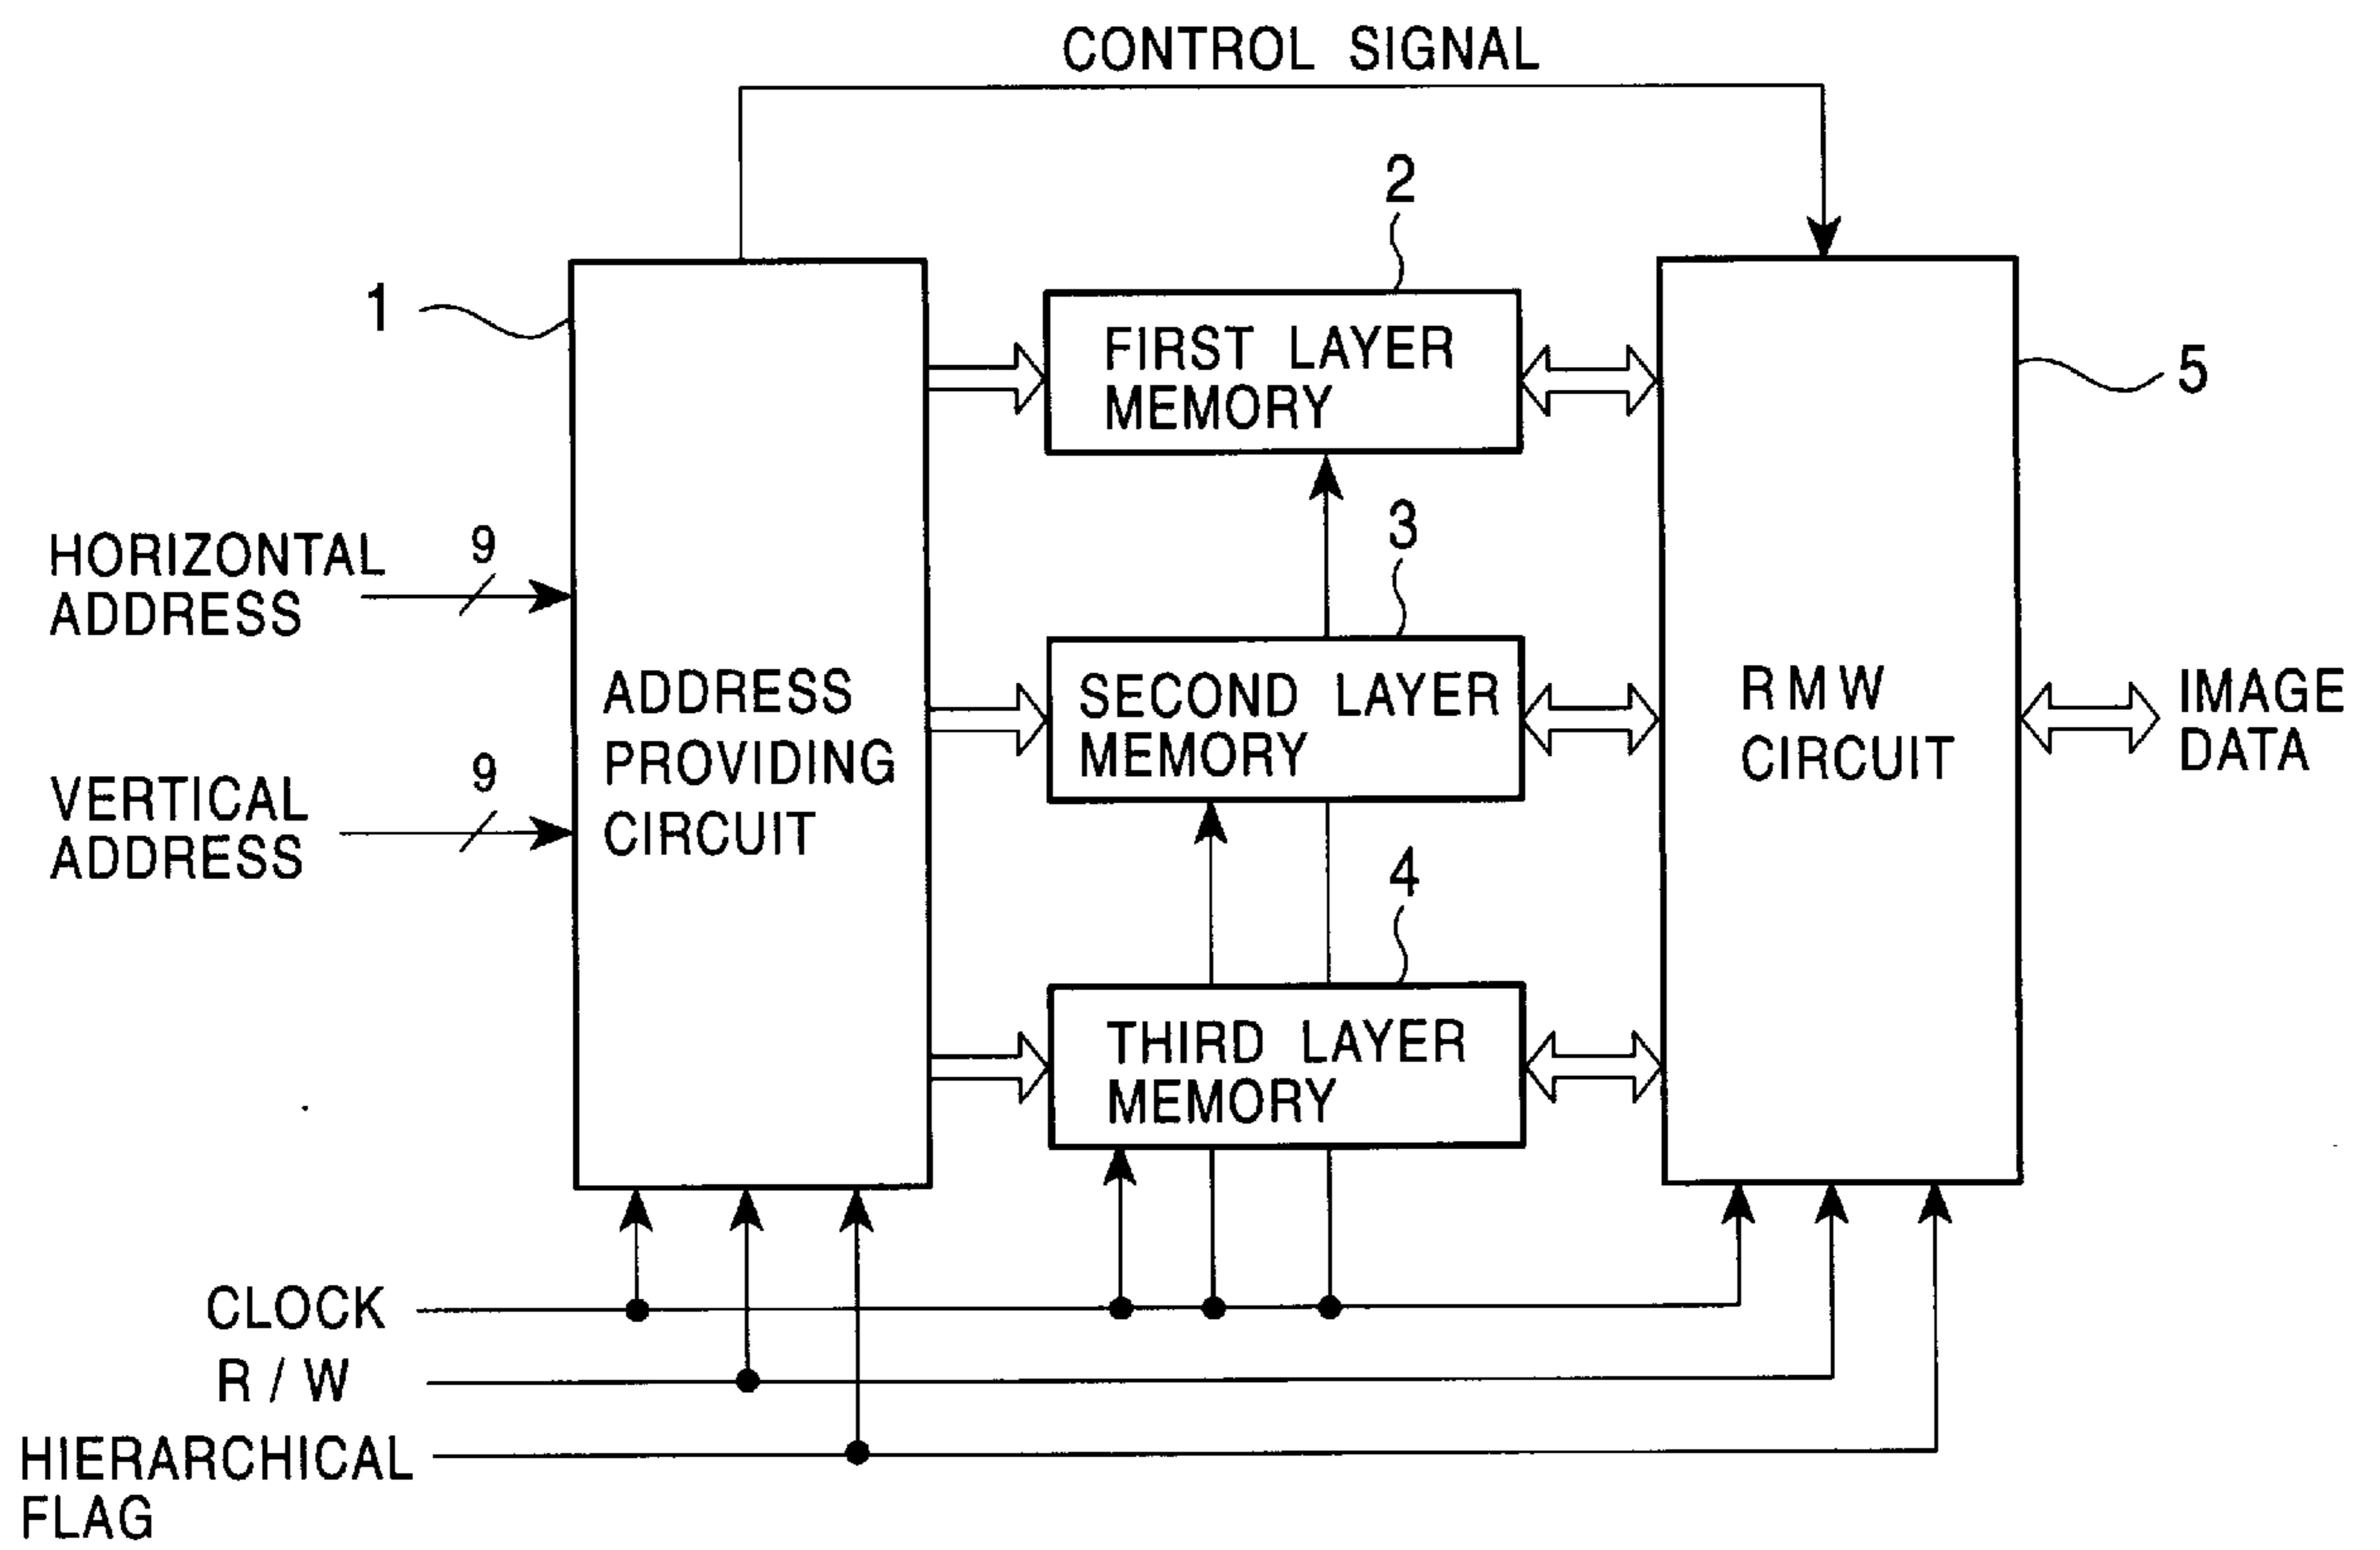 CONTROL SIGNAL
2
1
FIRST LAYER
MEMORY
5
3
HORIZONTAL
ADDRESS
9
SECOND LAYER
MEMORY
ADDRESS
PROVIDING
CIRCUIT
RMW
CIRCUIT
IMAGE
DATA
VERTICAL
ADDRESS
9
4
THIRD LAYER
MEMORY
CLOCK
R / W
HIERARCHICAL
FLAG